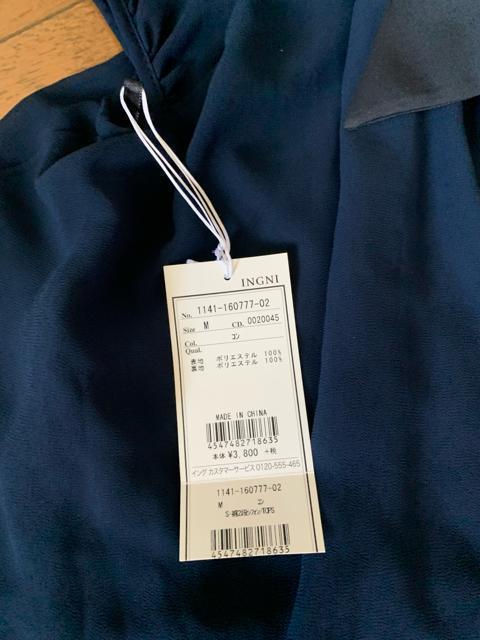 INGNI
No. 1141-160777-02
Size M CD. 0020045
Col. コン
Qual.
表地 ポリエステル 100%
裏地 ポリエステル 100%
MADE IN CHINA
4547482718635
本体 ¥3,800 +税
イング カスタマーサービス 0120-555-465
1141-160777-02
M コン
4547482718635